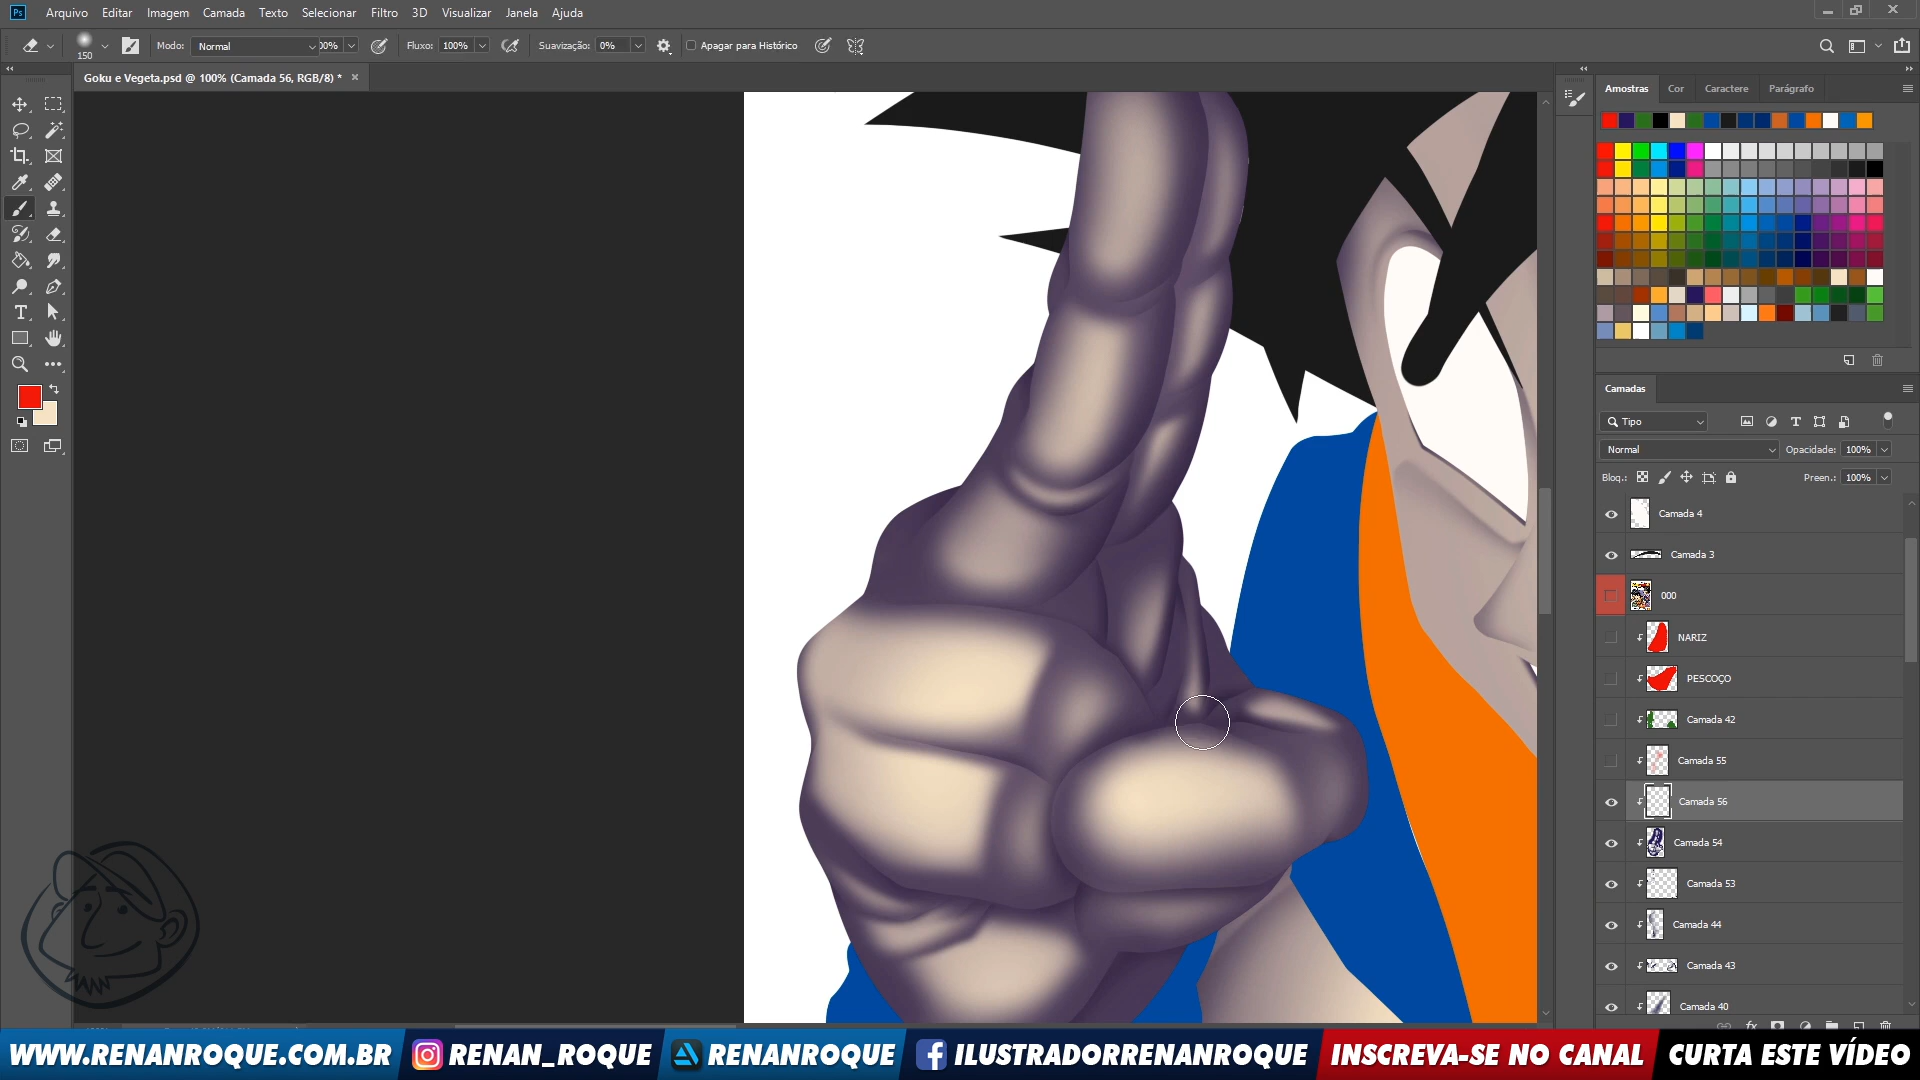 Ps Arquivo Editar Imagem Camada Texto Selecionar Filtro 3D Visualizar Janela Ajuda
150 Modo: Normal 00% Fluxo: 100% Suavização: 0% Apagar para Histórico
Goku e Vegeta.psd @ 100% (Camada 56, RGB/8) * ×
Amostras Cor Caractere Parágrafo
Camadas
Tipo
Normal Opacidade: 100%
Bloq.: Preen.: 100%
Camada 4
Camada 3
000
NARIZ
PESCOÇO
Camada 42
Camada 55
Camada 56
Camada 54
Camada 53
Camada 44
Camada 43
Camada 40
WWW.RENANROQUE.COM.BR RENAN_ROQUE RENANROQUE ILUSTRADORRENANROQUE INSCREVA-SE NO CANAL CURTA ESTE VÍDEO